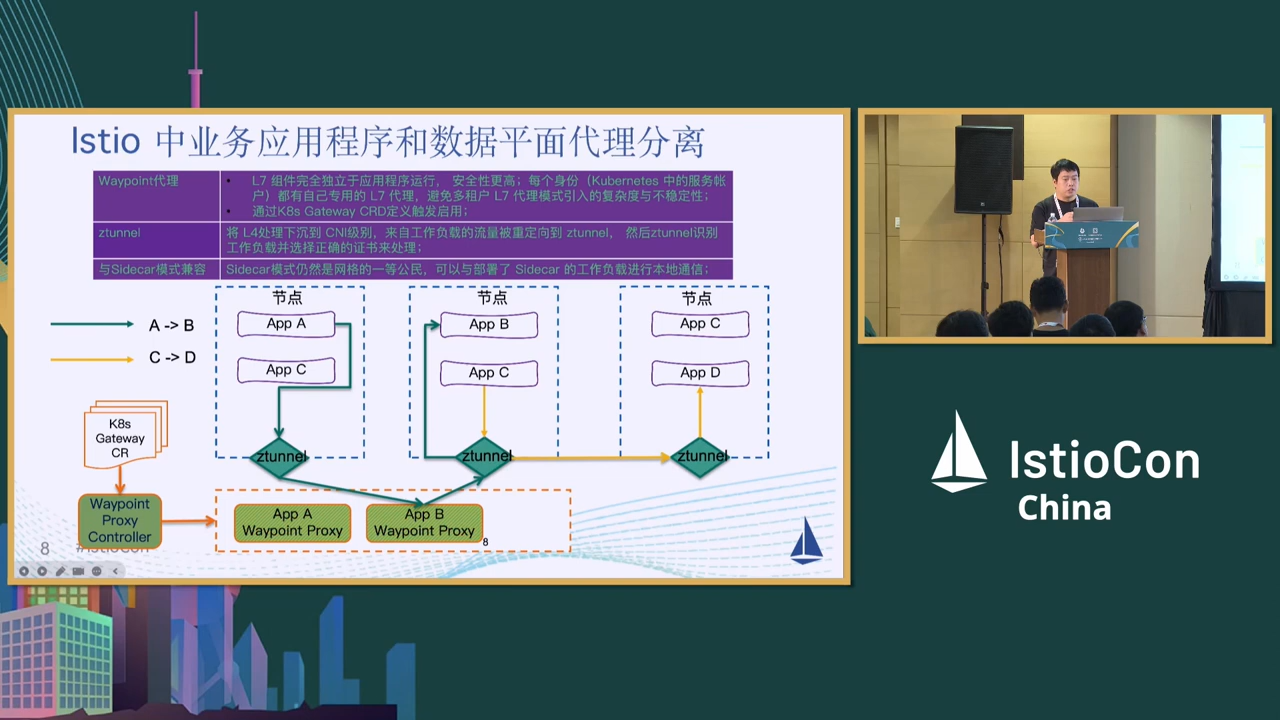 Istio 中业务应用程序和数据平面代理分离
Waypoint代理
• L7 组件完全独立于应用程序运行， 安全性更高；每个身份（Kubernetes 中的服务帐
户）都有自己专用的 L7 代理，避免多租户 L7 代理模式引入的复杂度与不稳定性；
• 通过K8s Gateway CRD定义触发启用；
ztunnel
将 L4处理下沉到 CNI级别，来自工作负载的流量被重定向到 ztunnel， 然后ztunnel识别
工作负载并选择正确的证书来处理；
与Sidecar模式兼容
Sidecar模式仍然是网格的一等公民，可以与部署了 Sidecar 的工作负载进行本地通信；
A -> B
C -> D
节点
App A
App C
ztunnel
节点
App B
App C
ztunnel
节点
App C
App D
ztunnel
K8s
Gateway
CR
Waypoint
Proxy
Controller
App A
Waypoint Proxy
App B
Waypoint Proxy
8
8
#IstioCon
IstioCon
China